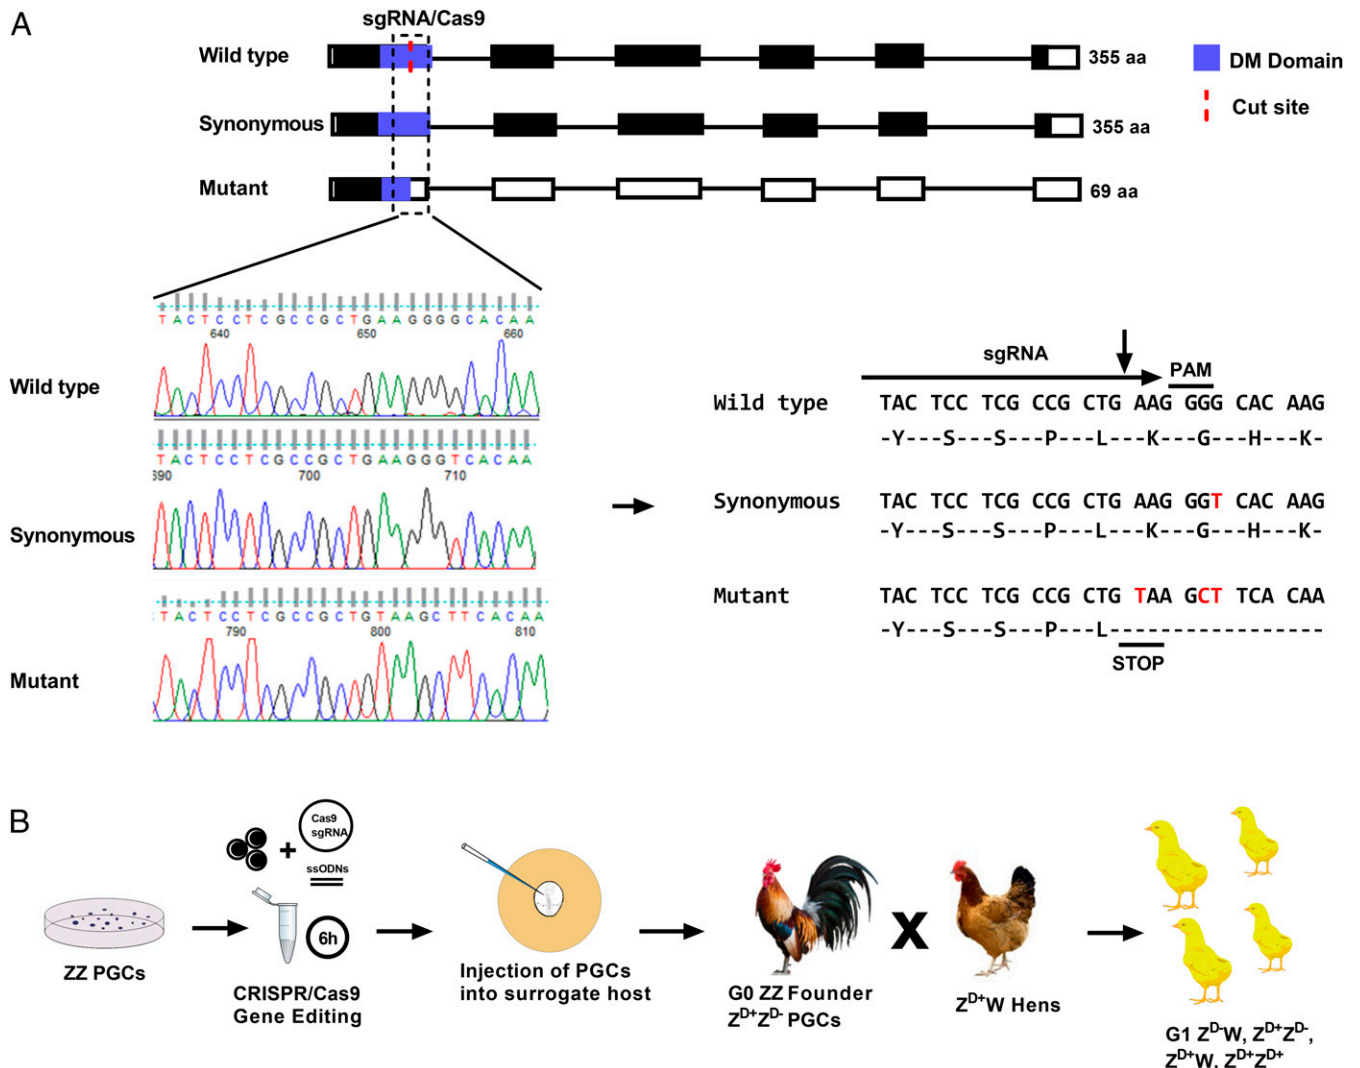 A
sgRNA/Cas9
Wild type
355 aa
DM Domain
Synonymous
355 aa
Cut site
Mutant
69 aa
TACTCCTCGCCGCTGAAGGGGCACAA
640 650 660
Wild type
TACTCCTCGCCGCTGAAGGGTCACAA
690 700 710
Synonymous
TACTCCTCGCCGCTGTAAGCTTCACAA
790 800 810
Mutant
sgRNA
PAM
Wild type TAC TCC TCG CCG CTG AAG GGG CAC AAG
-Y---S---S---P---L---K---G---H---K-
Synonymous TAC TCC TCG CCG CTG AAG GGT CAC AAG
-Y---S---S---P---L---K---G---H---K-
Mutant TAC TCC TCG CCG CTG TAA GCT TCA CAA
-Y---S---S---P---L-----------------
STOP
B
Cas9
sgRNA
+
ssODNs
6h
X
ZZ PGCs
CRISPR/Cas9
Gene Editing
Injection of PGCs
into surrogate host
G0 ZZ Founder
Z^D+Z^D- PGCs
Z^D+W Hens
G1 Z^D-W, Z^D+Z^D-,
Z^D+W, Z^D+Z^D+